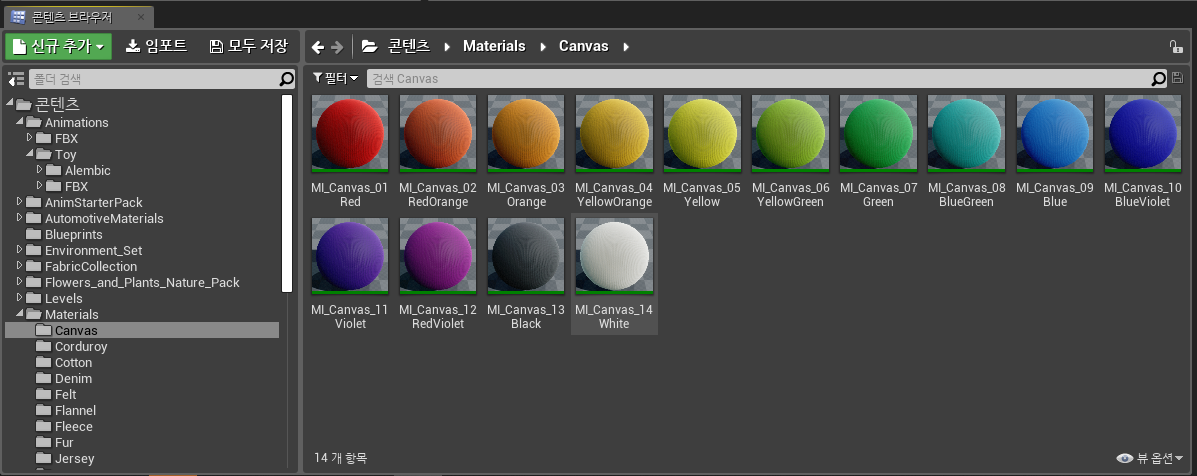 콘텐츠 브라우저
신규 추가 임포트 모두 저장
콘텐츠 Materials Canvas
폴더 검색
필터 검색 Canvas
콘텐츠
Animations
FBX
Toy
Alembic
FBX
AnimStarterPack
AutomotiveMaterials
Blueprints
Environment_Set
FabricCollection
Flowers_and_Plants_Nature_Pack
Levels
Materials
Canvas
Corduroy
Cotton
Denim
Felt
Flannel
Fleece
Fur
Jersey
MI_Canvas_01 MI_Canvas_02 MI_Canvas_03 MI_Canvas_04 MI_Canvas_05 MI_Canvas_06 MI_Canvas_07 MI_Canvas_08 MI_Canvas_09 MI_Canvas_10
Red RedOrange Orange YellowOrange Yellow YellowGreen Green BlueGreen Blue BlueViolet
MI_Canvas_11 MI_Canvas_12 MI_Canvas_13 MI_Canvas_14
Violet RedViolet Black White
14 개 항목 뷰 옵션